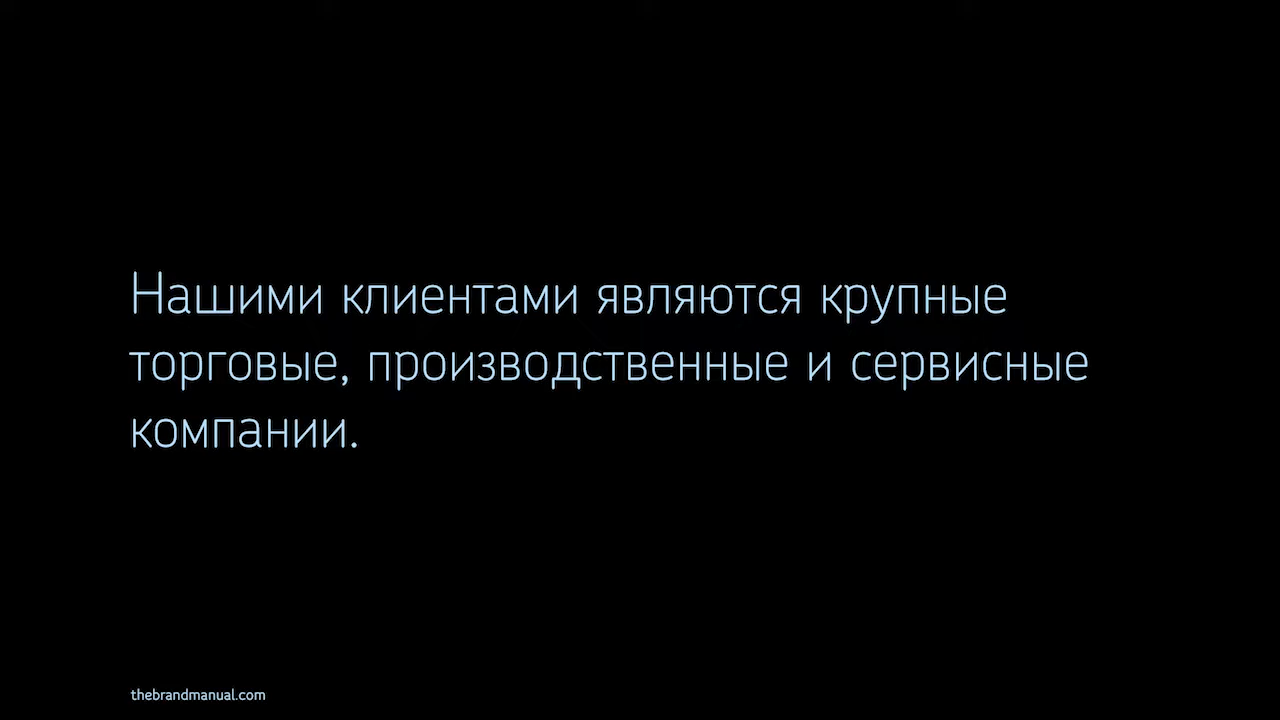 Нашими клиентами являются крупные
торговые, производственные и сервисные
компании.
thebrandmanual.com